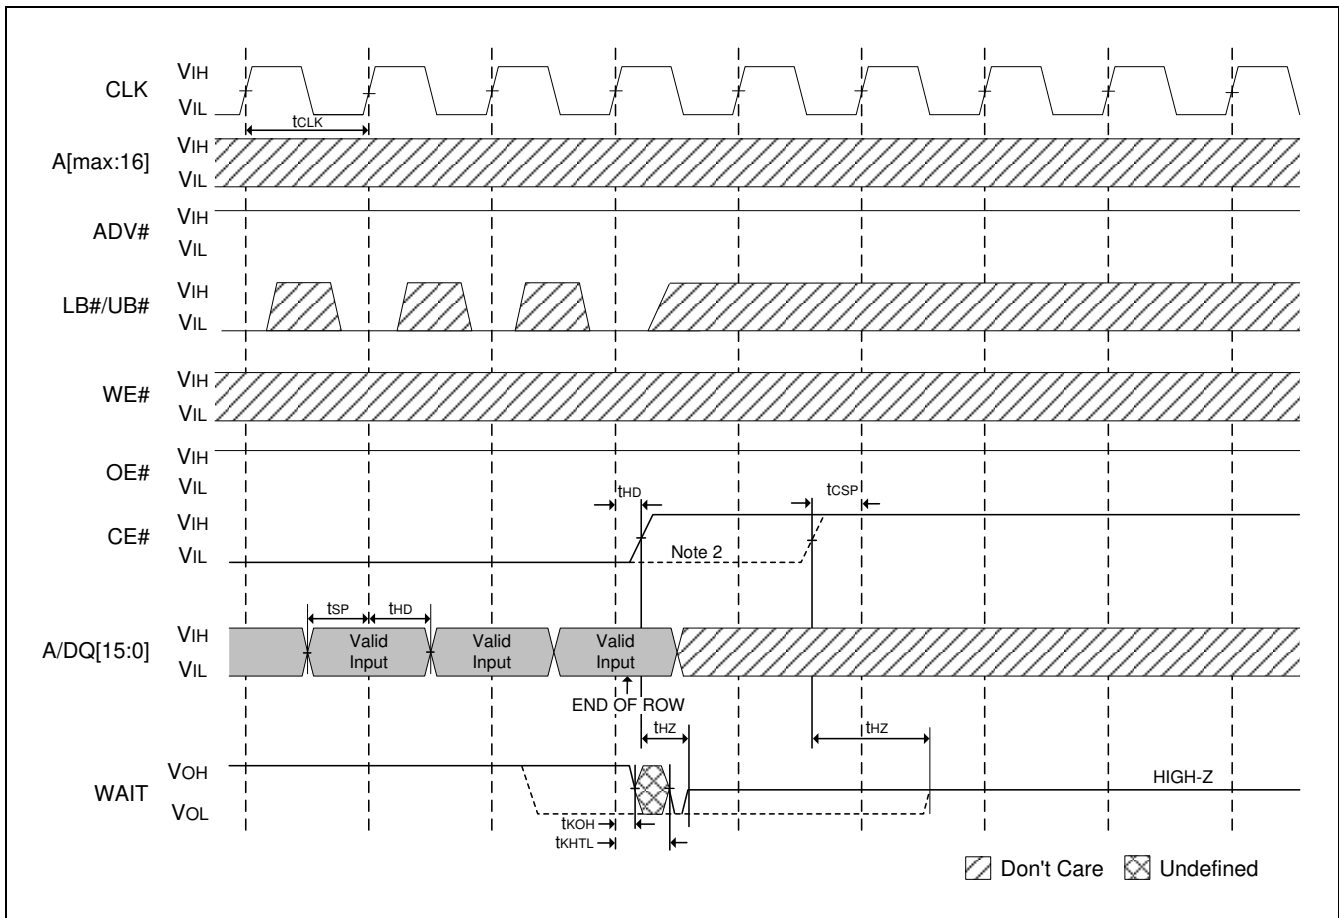 CLK VIH
VIL
tCLK
A[max:16] VIH
VIL
ADV# VIH
VIL
LB#/UB# VIH
VIL
WE# VIH
VIL
OE# VIH
VIL
tHD tCSP
CE# VIH
VIL
Note 2
tSP tHD
A/DQ[15:0] VIH
VIL
Valid Input Valid Input Valid Input
END OF ROW
tHZ tHZ
WAIT VOH
VOL
HIGH-Z
tKOH
tKHTL
Don't Care Undefined